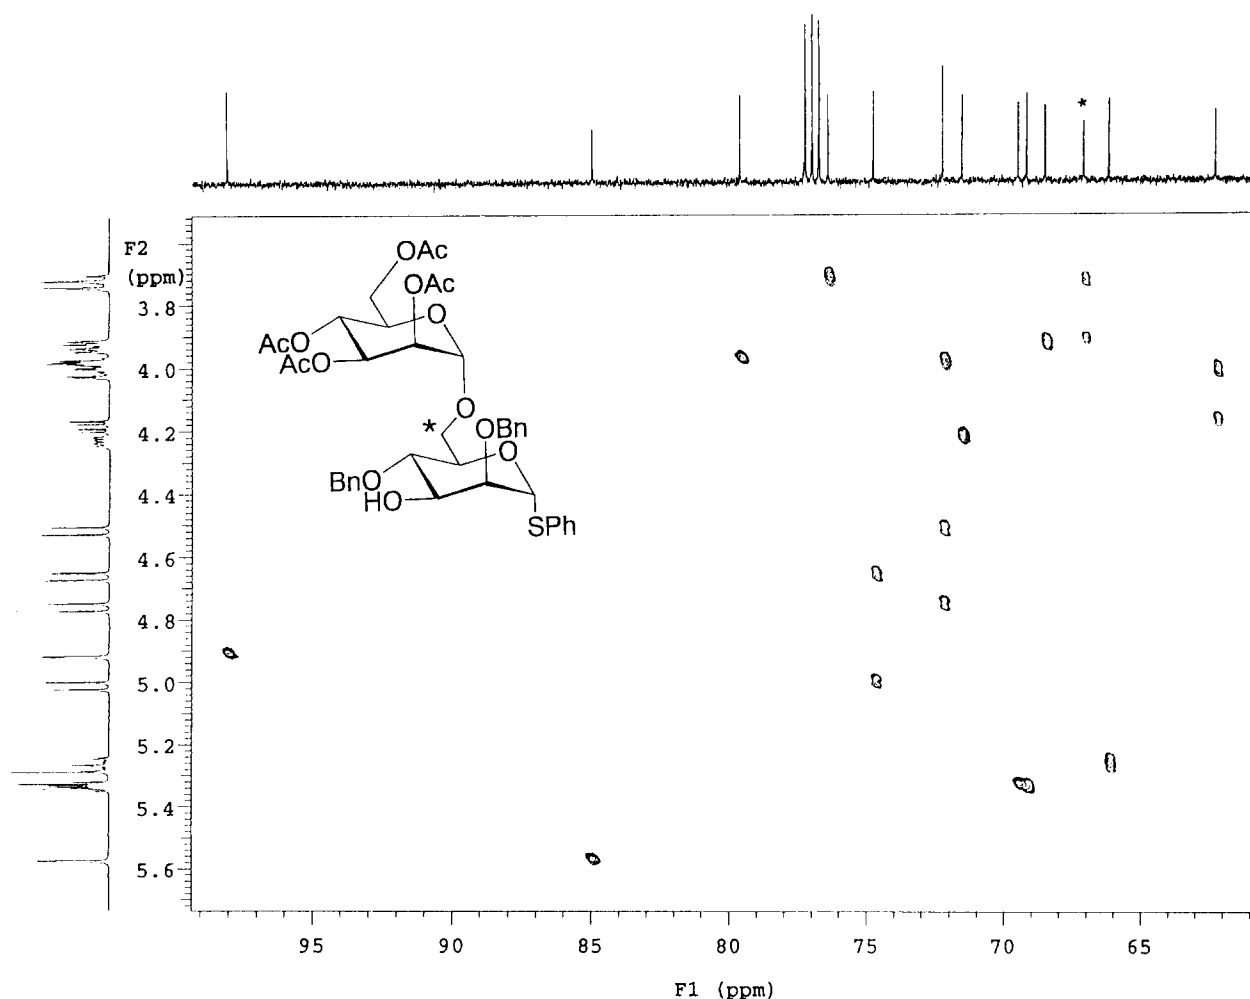 *
F2
(ppm)
3.8
4.0
4.2
4.4
4.6
4.8
5.0
5.2
5.4
5.6
OAc
OAc
O
AcO
AcO
O
*
OBn
O
BnO
HO
SPh
95 90 85 80 75 70 65
F1 (ppm)